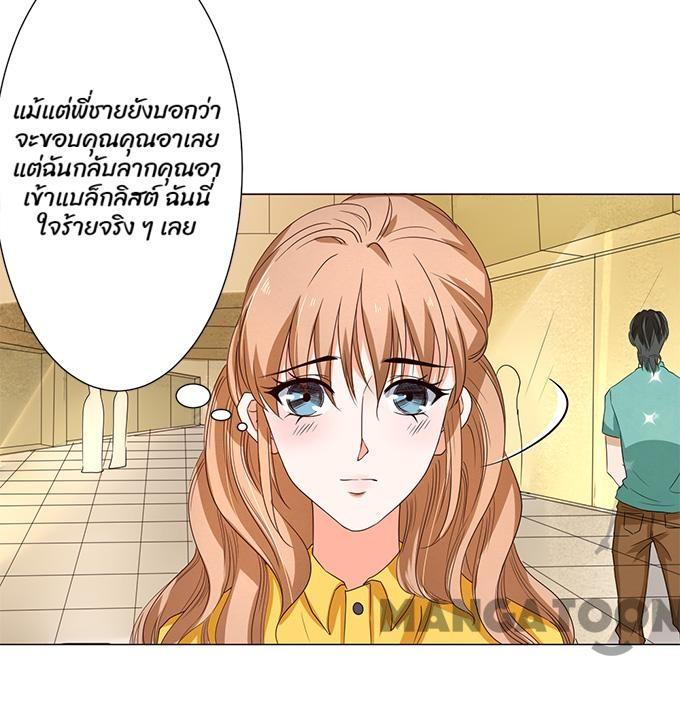 แม้แต่พี่ชายยังบอกว่า
จะขอบคุณคุณอาเลย
แต่ฉันกลับลากคุณอา
เข้าแบล็กลิสต์ ฉันนี่
ใจร้ายจริง ๆ เลย
MANGATOON